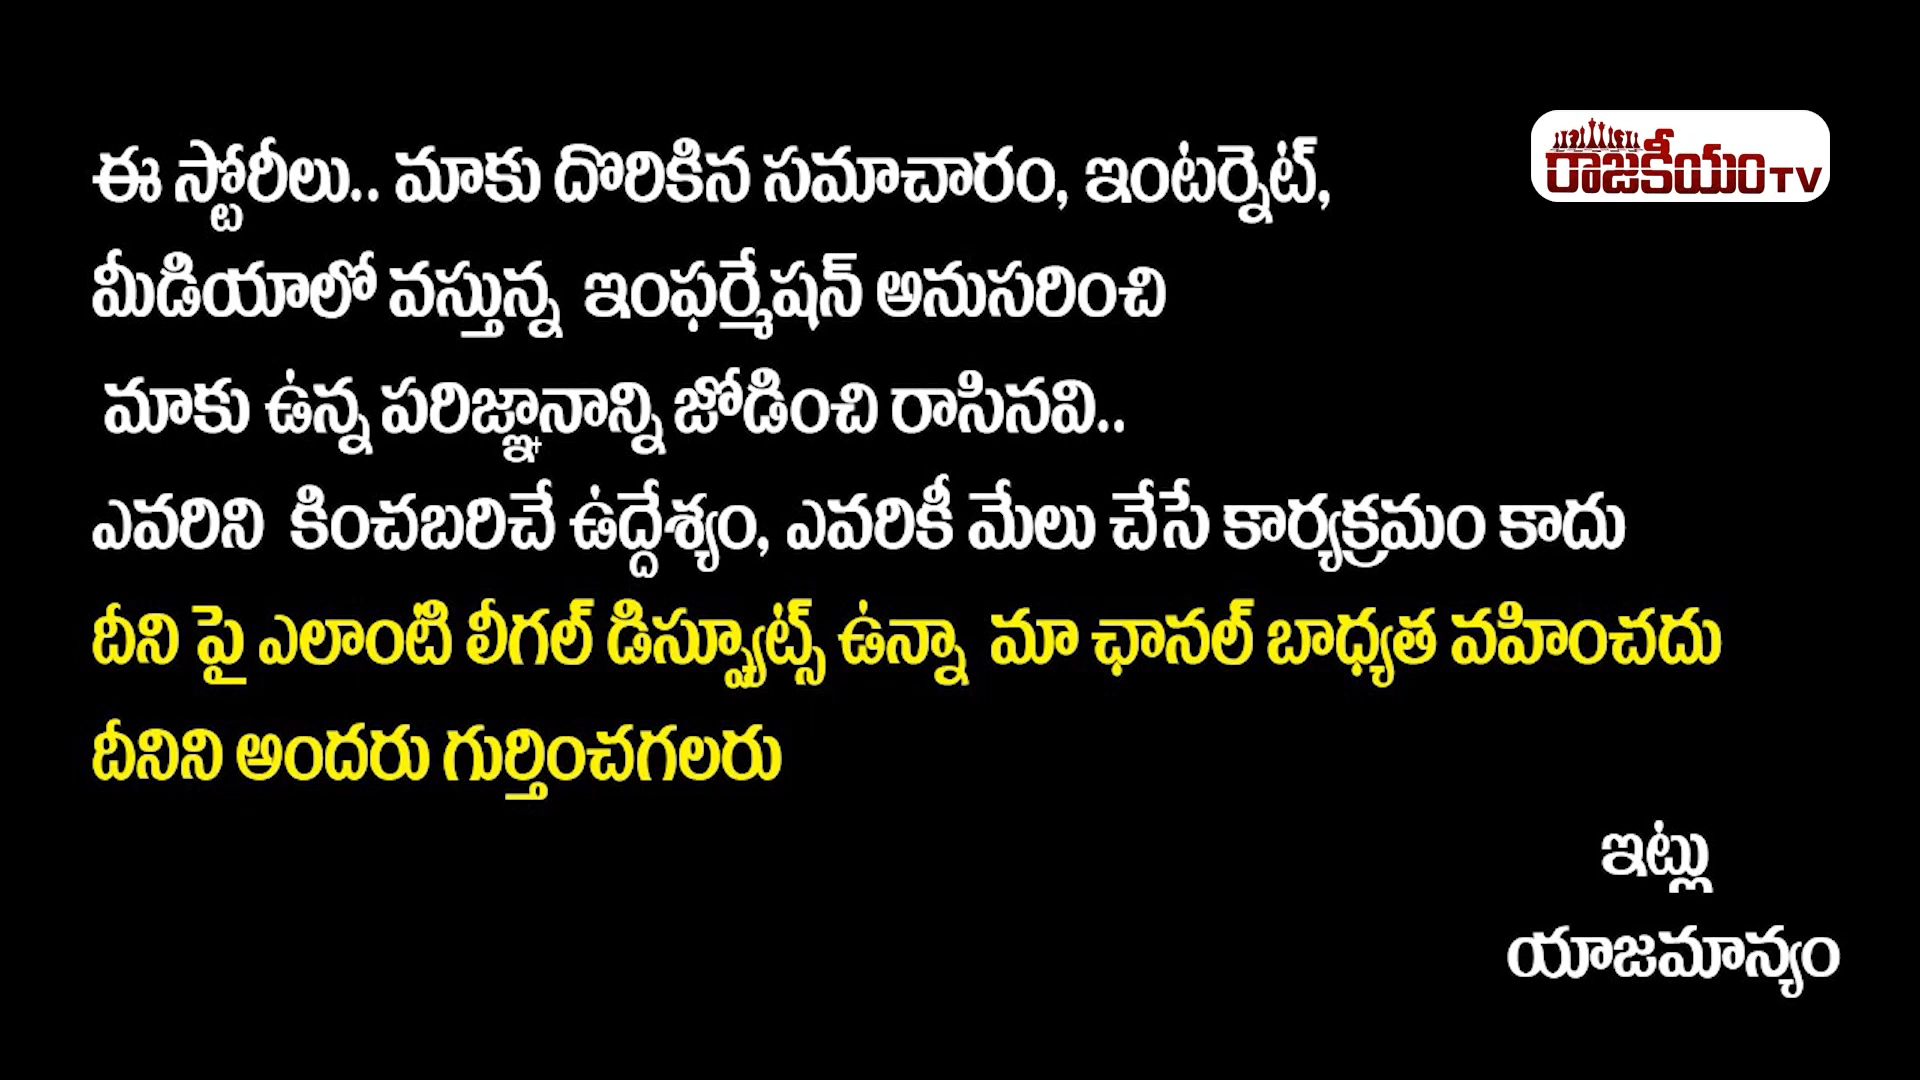 ఈ స్టోరీలు.. మాకు దొరికిన సమాచారం, ఇంటర్నెట్,
రాజకీయం TV
మీడియాలో వస్తున్న ఇంఫర్మేషన్ అనుసరించి
మాకు ఉన్న పరిజ్ఞానాన్ని జోడించి రాసినవి..
ఎవరిని కించబరిచే ఉద్దేశ్యం, ఎవరికీ మేలు చేసే కార్యక్రమం కాదు
దీని పై ఎలాంటి లీగల్ డిస్ప్యూట్స్ ఉన్నా మా ఛానల్ బాధ్యత వహించదు
దీనిని అందరు గుర్తించగలరు
ఇట్లు
యాజమాన్యం